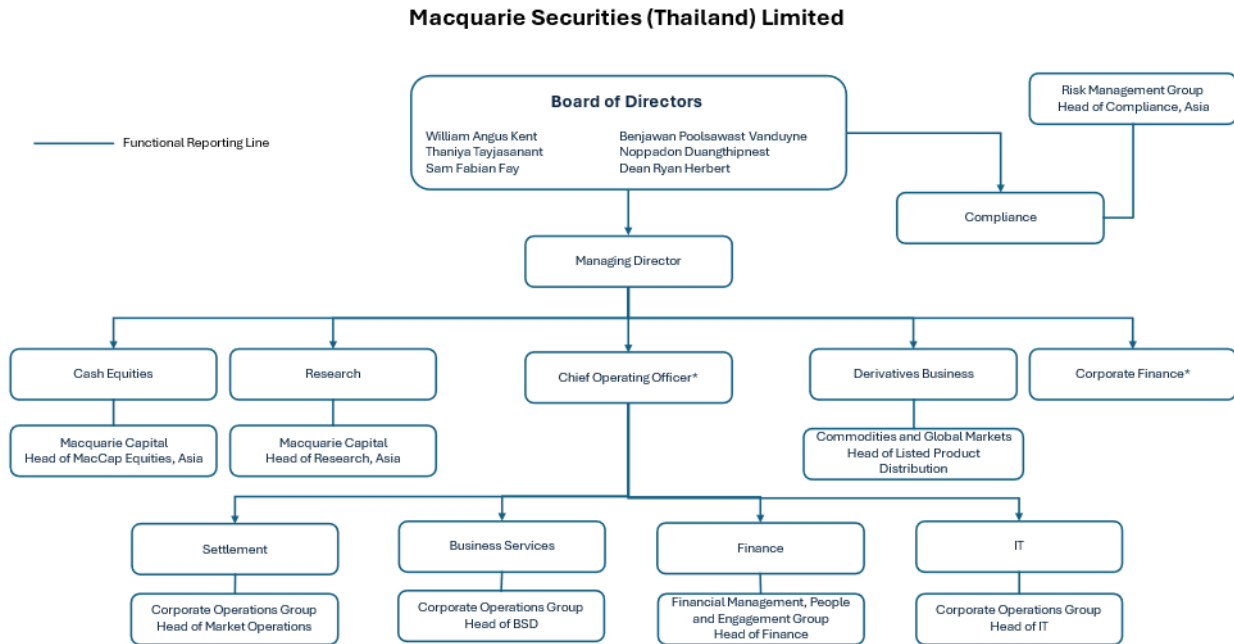 Macquarie Securities (Thailand) Limited
Functional Reporting Line
Board of Directors
William Angus Kent
Thaniya Tayjasanant
Sam Fabian Fay
Benjawan Poolsawast Vanduyne
Noppadon Duangthipnest
Dean Ryan Herbert
Risk Management Group
Head of Compliance, Asia
Compliance
Managing Director
Cash Equities
Research
Chief Operating Officer*
Derivatives Business
Corporate Finance*
Macquarie Capital
Head of MacCap Equities, Asia
Macquarie Capital
Head of Research, Asia
Commodities and Global Markets
Head of Listed Product
Distribution
Settlement
Business Services
Finance
IT
Corporate Operations Group
Head of Market Operations
Corporate Operations Group
Head of BSD
Financial Management, People
and Engagement Group
Head of Finance
Corporate Operations Group
Head of IT